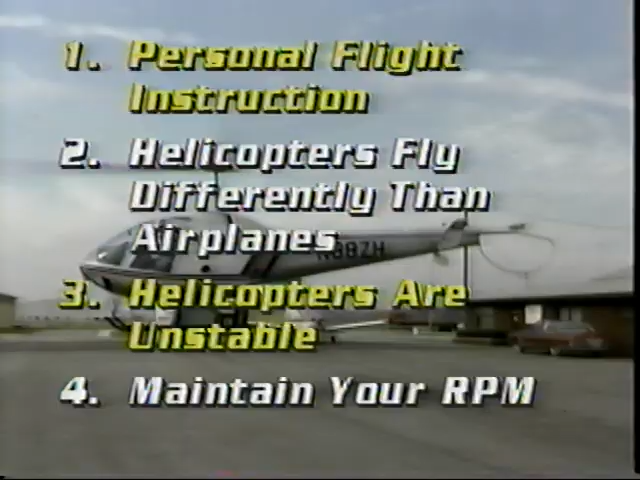 1. Personal Flight
Instruction
2. Helicopters Fly
Differently Than
Airplanes
3. Helicopters Are
Unstable
4. Maintain Your RPM